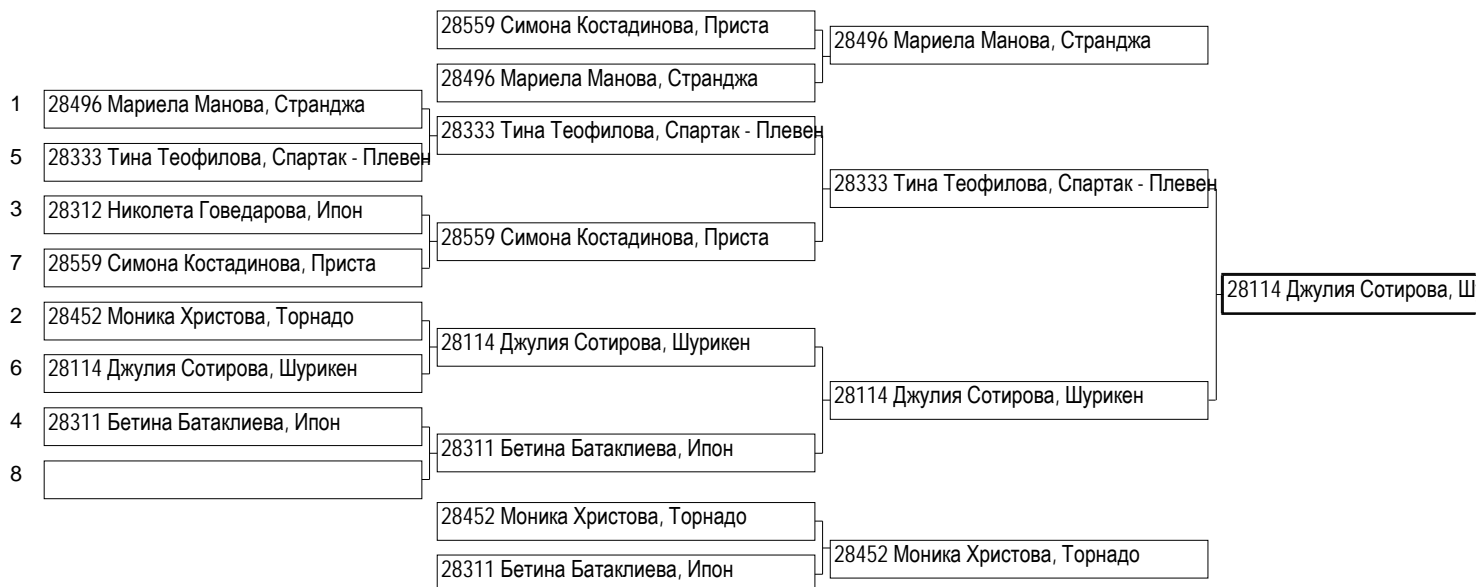 28559 Симона Костадинова, Приста
28496 Мариела Манова, Странджа
28496 Мариела Манова, Странджа
1 28496 Мариела Манова, Странджа
28333 Тина Теофилова, Спартак - Плевен
5 28333 Тина Теофилова, Спартак - Плевен
28333 Тина Теофилова, Спартак - Плевен
3 28312 Николета Говедарова, Ипон
28559 Симона Костадинова, Приста
7 28559 Симона Костадинова, Приста
28114 Джулия Сотирова, Ш
2 28452 Моника Христова, Торнадо
28114 Джулия Сотирова, Шурикен
6 28114 Джулия Сотирова, Шурикен
28114 Джулия Сотирова, Шурикен
4 28311 Бетина Батаклиева, Ипон
28311 Бетина Батаклиева, Ипон
8
28452 Моника Христова, Торнадо
28452 Моника Христова, Торнадо
28311 Бетина Батаклиева, Ипон